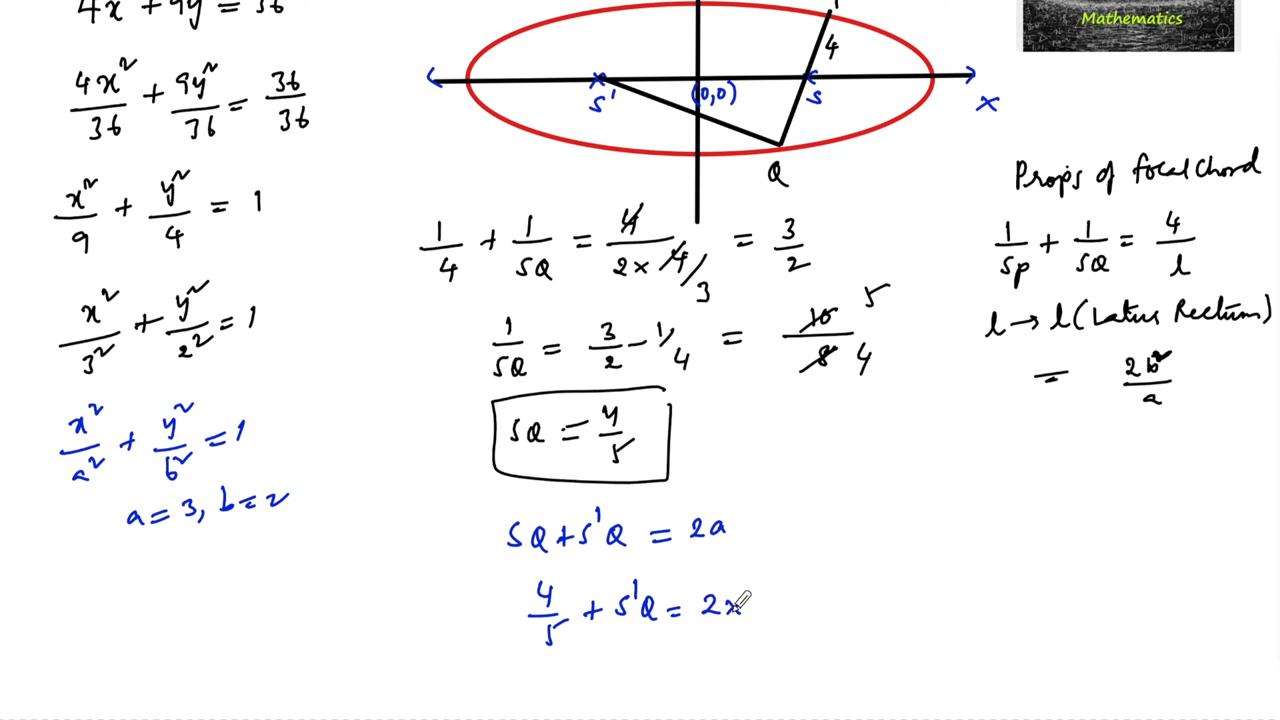 4x² + 9y² = 36
4x²/36 + 9y²/36 = 36/36
x²/9 + y²/4 = 1
x²/3² + y²/2² = 1
x²/a² + y²/b² = 1
a = 3, b = 2
4
S'
(0,0)
S
x
Q
1/4 + 1/SQ = 4/(2 × 4/3) = 3/2
1/SQ = 3/2 - 1/4 = 10/8 5/4
SQ = 4/5
SQ + S'Q = 2a
4/5 + S'Q = 2x
Mathematics
Props of focal Chord
1/SP + 1/SQ = 4/l
l → l (Latus Rectum)
= 2b²/a